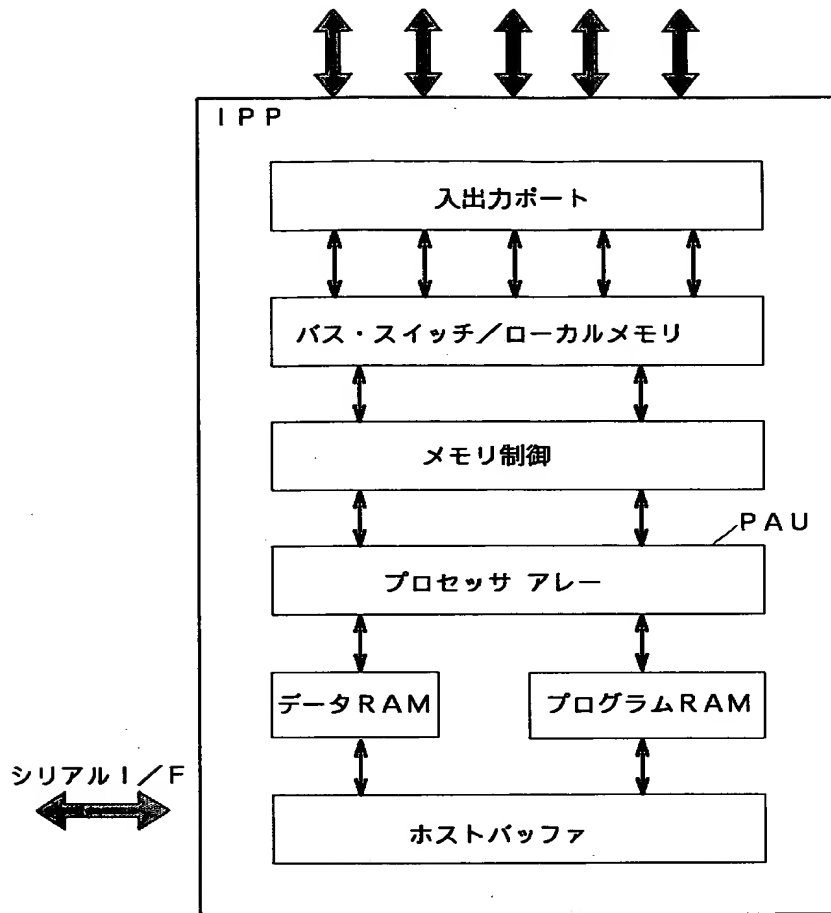 ＩＰＰ
入出力ポート
バス・スイッチ／ローカルメモリ
メモリ制御
ＰＡＵ
プロセッサ アレー
データＲＡＭ
プログラムＲＡＭ
シリアルＩ／Ｆ
ホストバッファ